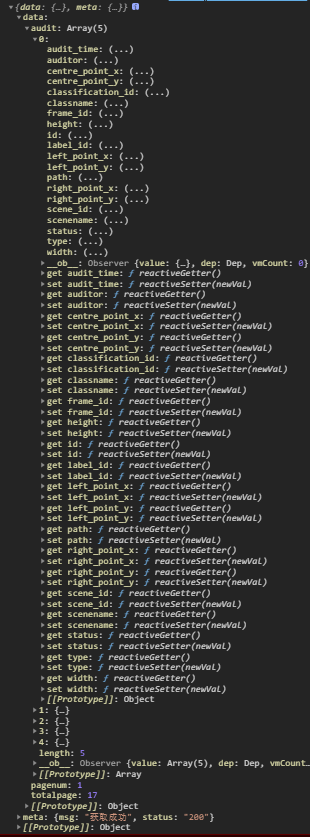 {data: {…}, meta: {…}}
data:
audit: Array(5)
0:
audit_time: (...)
auditor: (...)
centre_point_x: (...)
centre_point_y: (...)
classification_id: (...)
classname: (...)
frame_id: (...)
height: (...)
id: (...)
label_id: (...)
left_point_x: (...)
left_point_y: (...)
path: (...)
right_point_x: (...)
right_point_y: (...)
scene_id: (...)
scenename: (...)
status: (...)
type: (...)
width: (...)
__ob__: Observer {value: {…}, dep: Dep, vmCount: 0}
get audit_time: ƒ reactiveGetter()
set audit_time: ƒ reactiveSetter(newVal)
get auditor: ƒ reactiveGetter()
set auditor: ƒ reactiveSetter(newVal)
get centre_point_x: ƒ reactiveGetter()
set centre_point_x: ƒ reactiveSetter(newVal)
get centre_point_y: ƒ reactiveGetter()
set centre_point_y: ƒ reactiveSetter(newVal)
get classification_id: ƒ reactiveGetter()
set classification_id: ƒ reactiveSetter(newVal)
get classname: ƒ reactiveGetter()
set classname: ƒ reactiveSetter(newVal)
get frame_id: ƒ reactiveGetter()
set frame_id: ƒ reactiveSetter(newVal)
get height: ƒ reactiveGetter()
set height: ƒ reactiveSetter(newVal)
get id: ƒ reactiveGetter()
set id: ƒ reactiveSetter(newVal)
get label_id: ƒ reactiveGetter()
set label_id: ƒ reactiveSetter(newVal)
get left_point_x: ƒ reactiveGetter()
set left_point_x: ƒ reactiveSetter(newVal)
get left_point_y: ƒ reactiveGetter()
set left_point_y: ƒ reactiveSetter(newVal)
get path: ƒ reactiveGetter()
set path: ƒ reactiveSetter(newVal)
get right_point_x: ƒ reactiveGetter()
set right_point_x: ƒ reactiveSetter(newVal)
get right_point_y: ƒ reactiveGetter()
set right_point_y: ƒ reactiveSetter(newVal)
get scene_id: ƒ reactiveGetter()
set scene_id: ƒ reactiveSetter(newVal)
get scenename: ƒ reactiveGetter()
set scenename: ƒ reactiveSetter(newVal)
get status: ƒ reactiveGetter()
set status: ƒ reactiveSetter(newVal)
get type: ƒ reactiveGetter()
set type: ƒ reactiveSetter(newVal)
get width: ƒ reactiveGetter()
set width: ƒ reactiveSetter(newVal)
[[Prototype]]: Object
1: {…}
2: {…}
3: {…}
4: {…}
length: 5
__ob__: Observer {value: Array(5), dep: Dep, vmCount…
[[Prototype]]: Array
pagenum: 1
totalpage: 17
[[Prototype]]: Object
meta: {msg: "获取成功", status: "200"}
[[Prototype]]: Object